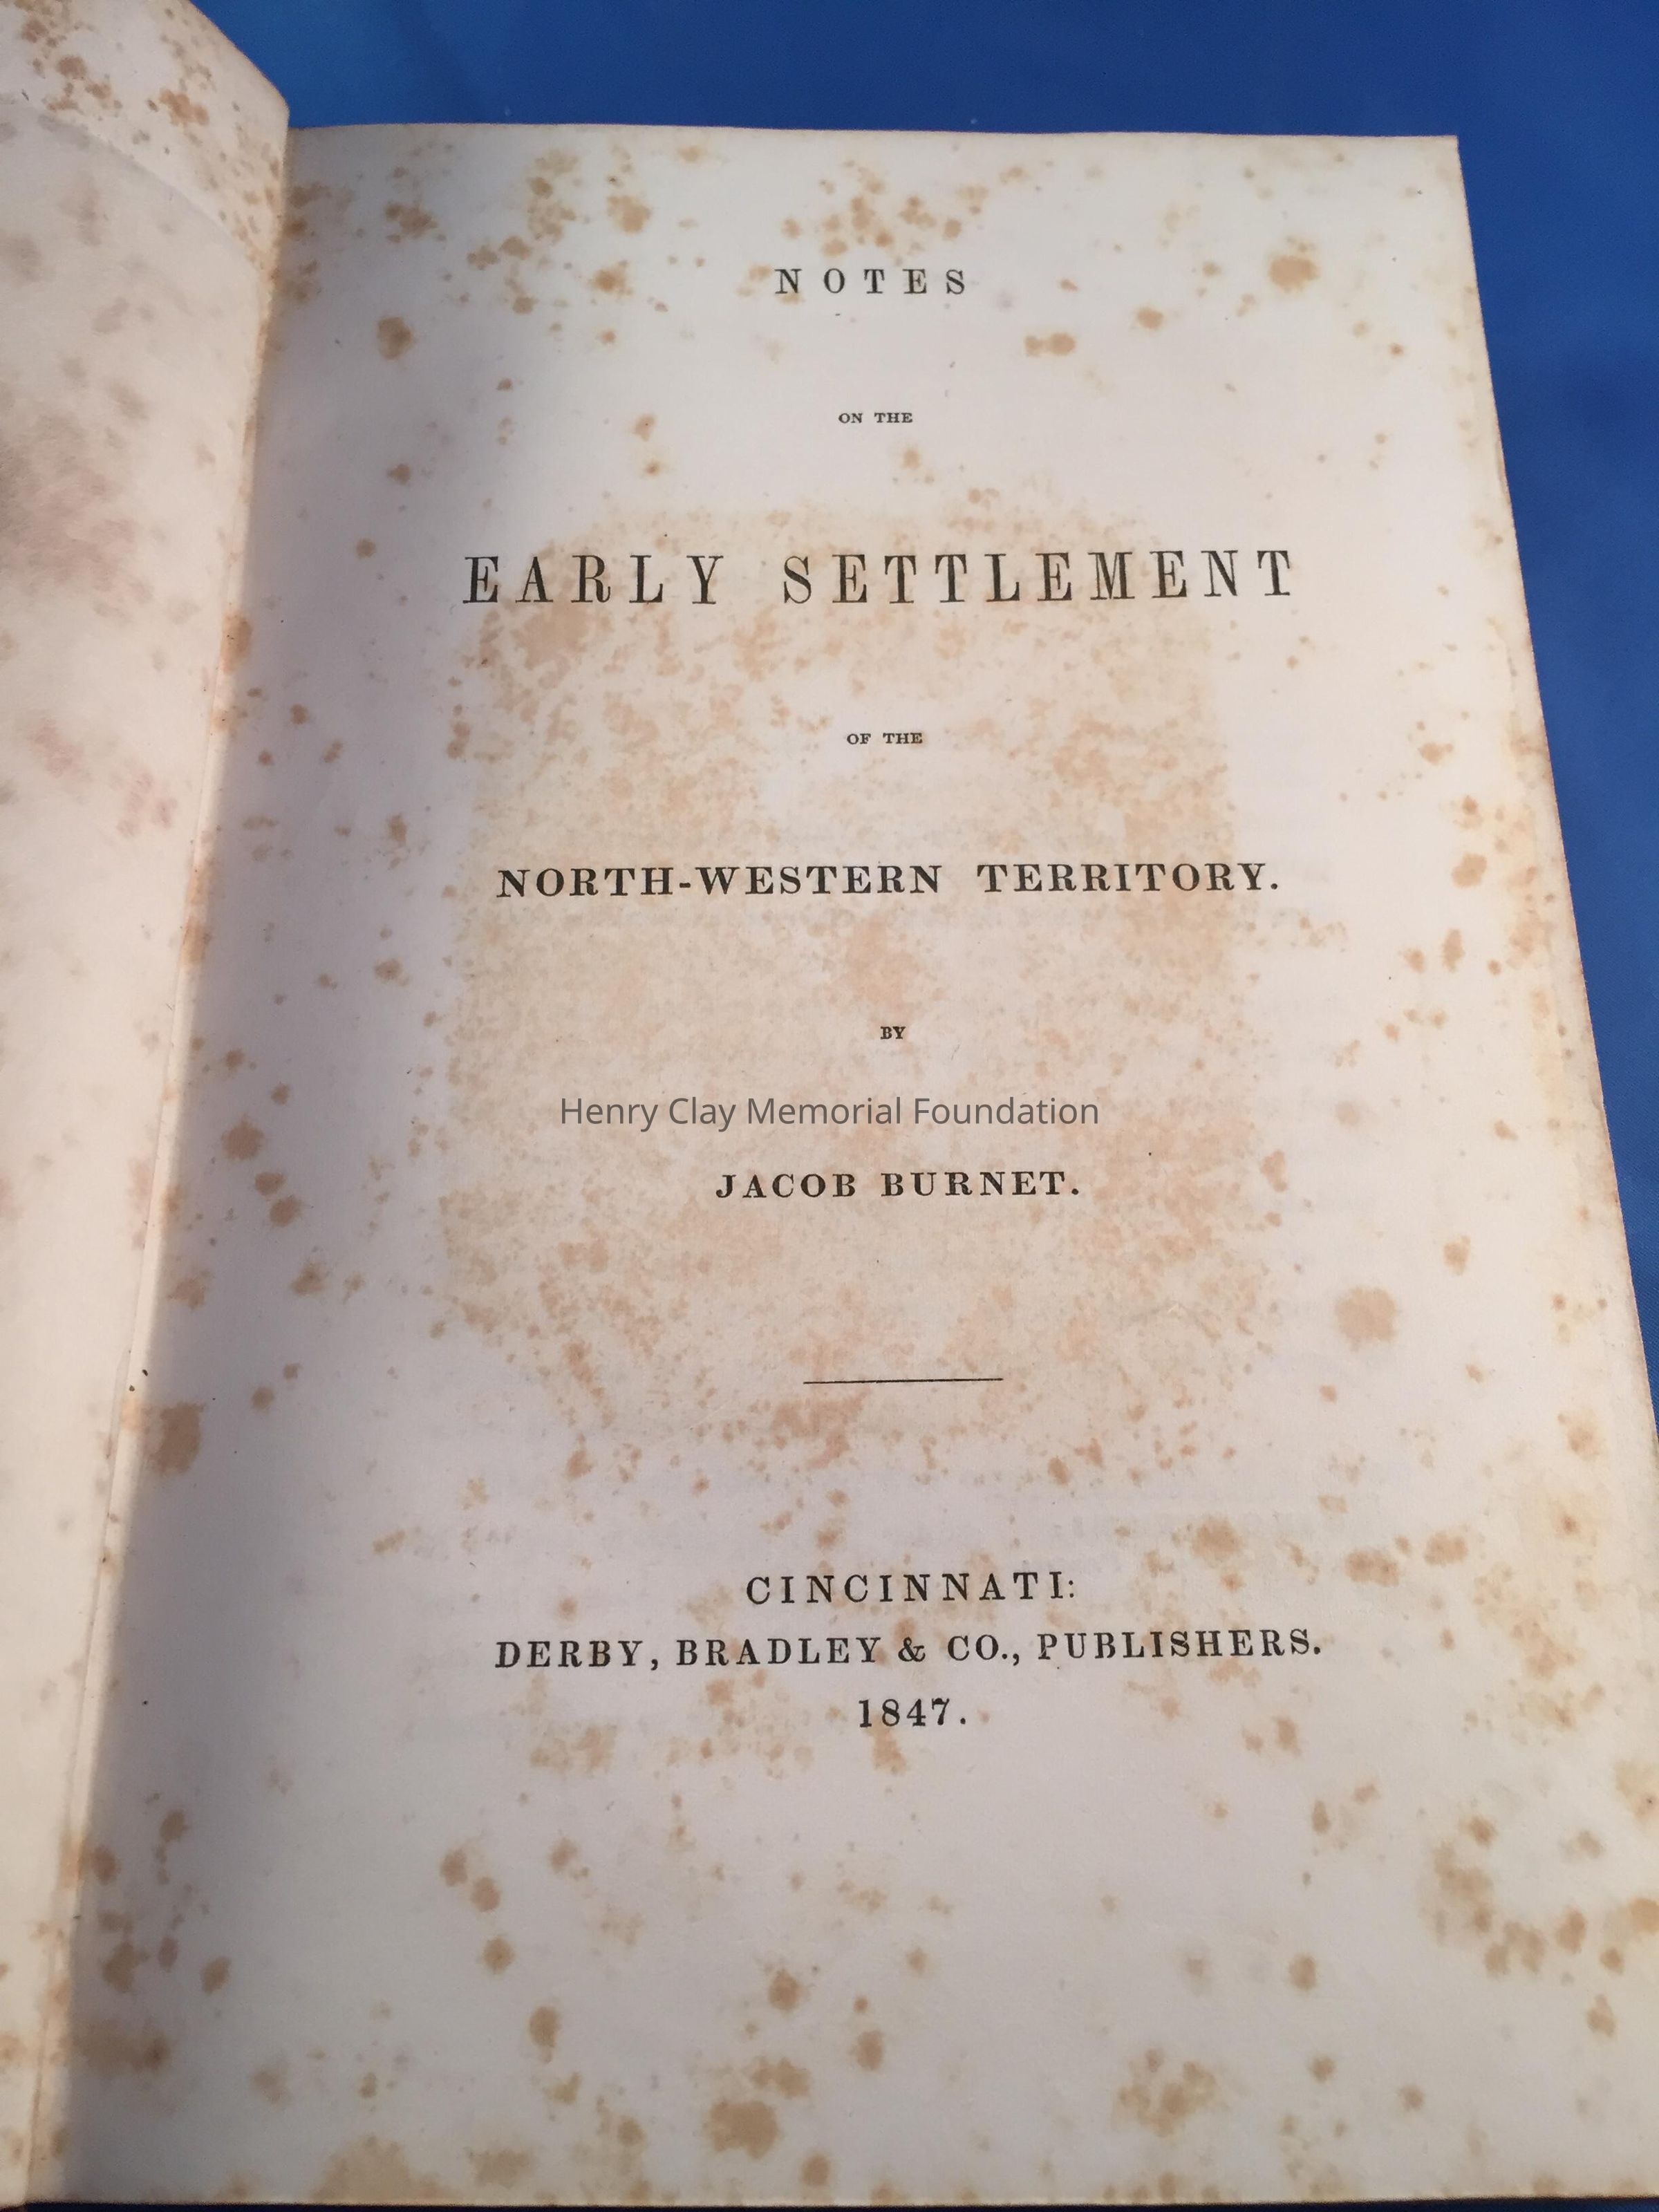 NOTES
ON THE
EARLY SETTLEMENT
OF THE
NORTH-WESTERN TERRITORY.
BY
Henry Clay Memorial Foundation
JACOB BURNET.
CINCINNATI:
DERBY, BRADLEY & CO., PUBLISHERS.
1847.